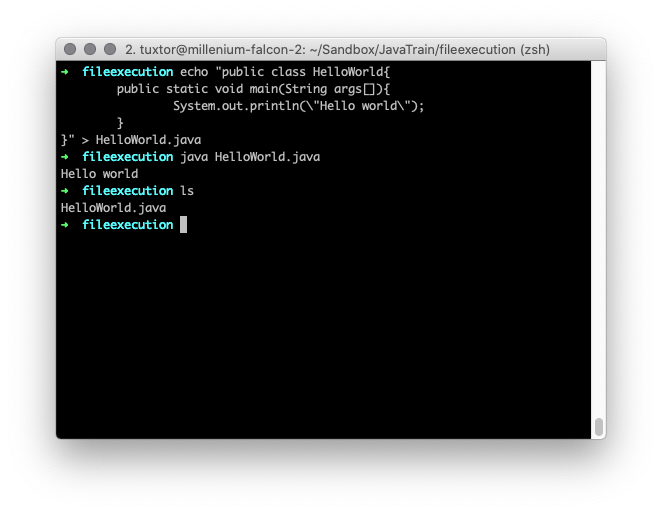 2. tuxtor@millenium-falcon-2: ~/Sandbox/JavaTrain/fileexecution (zsh)
➜  fileexecution echo "public class HelloWorld{
        public static void main(String args[]){
                System.out.println(\"Hello world\");
        }
}" > HelloWorld.java
➜  fileexecution java HelloWorld.java
Hello world
➜  fileexecution ls
HelloWorld.java
➜  fileexecution